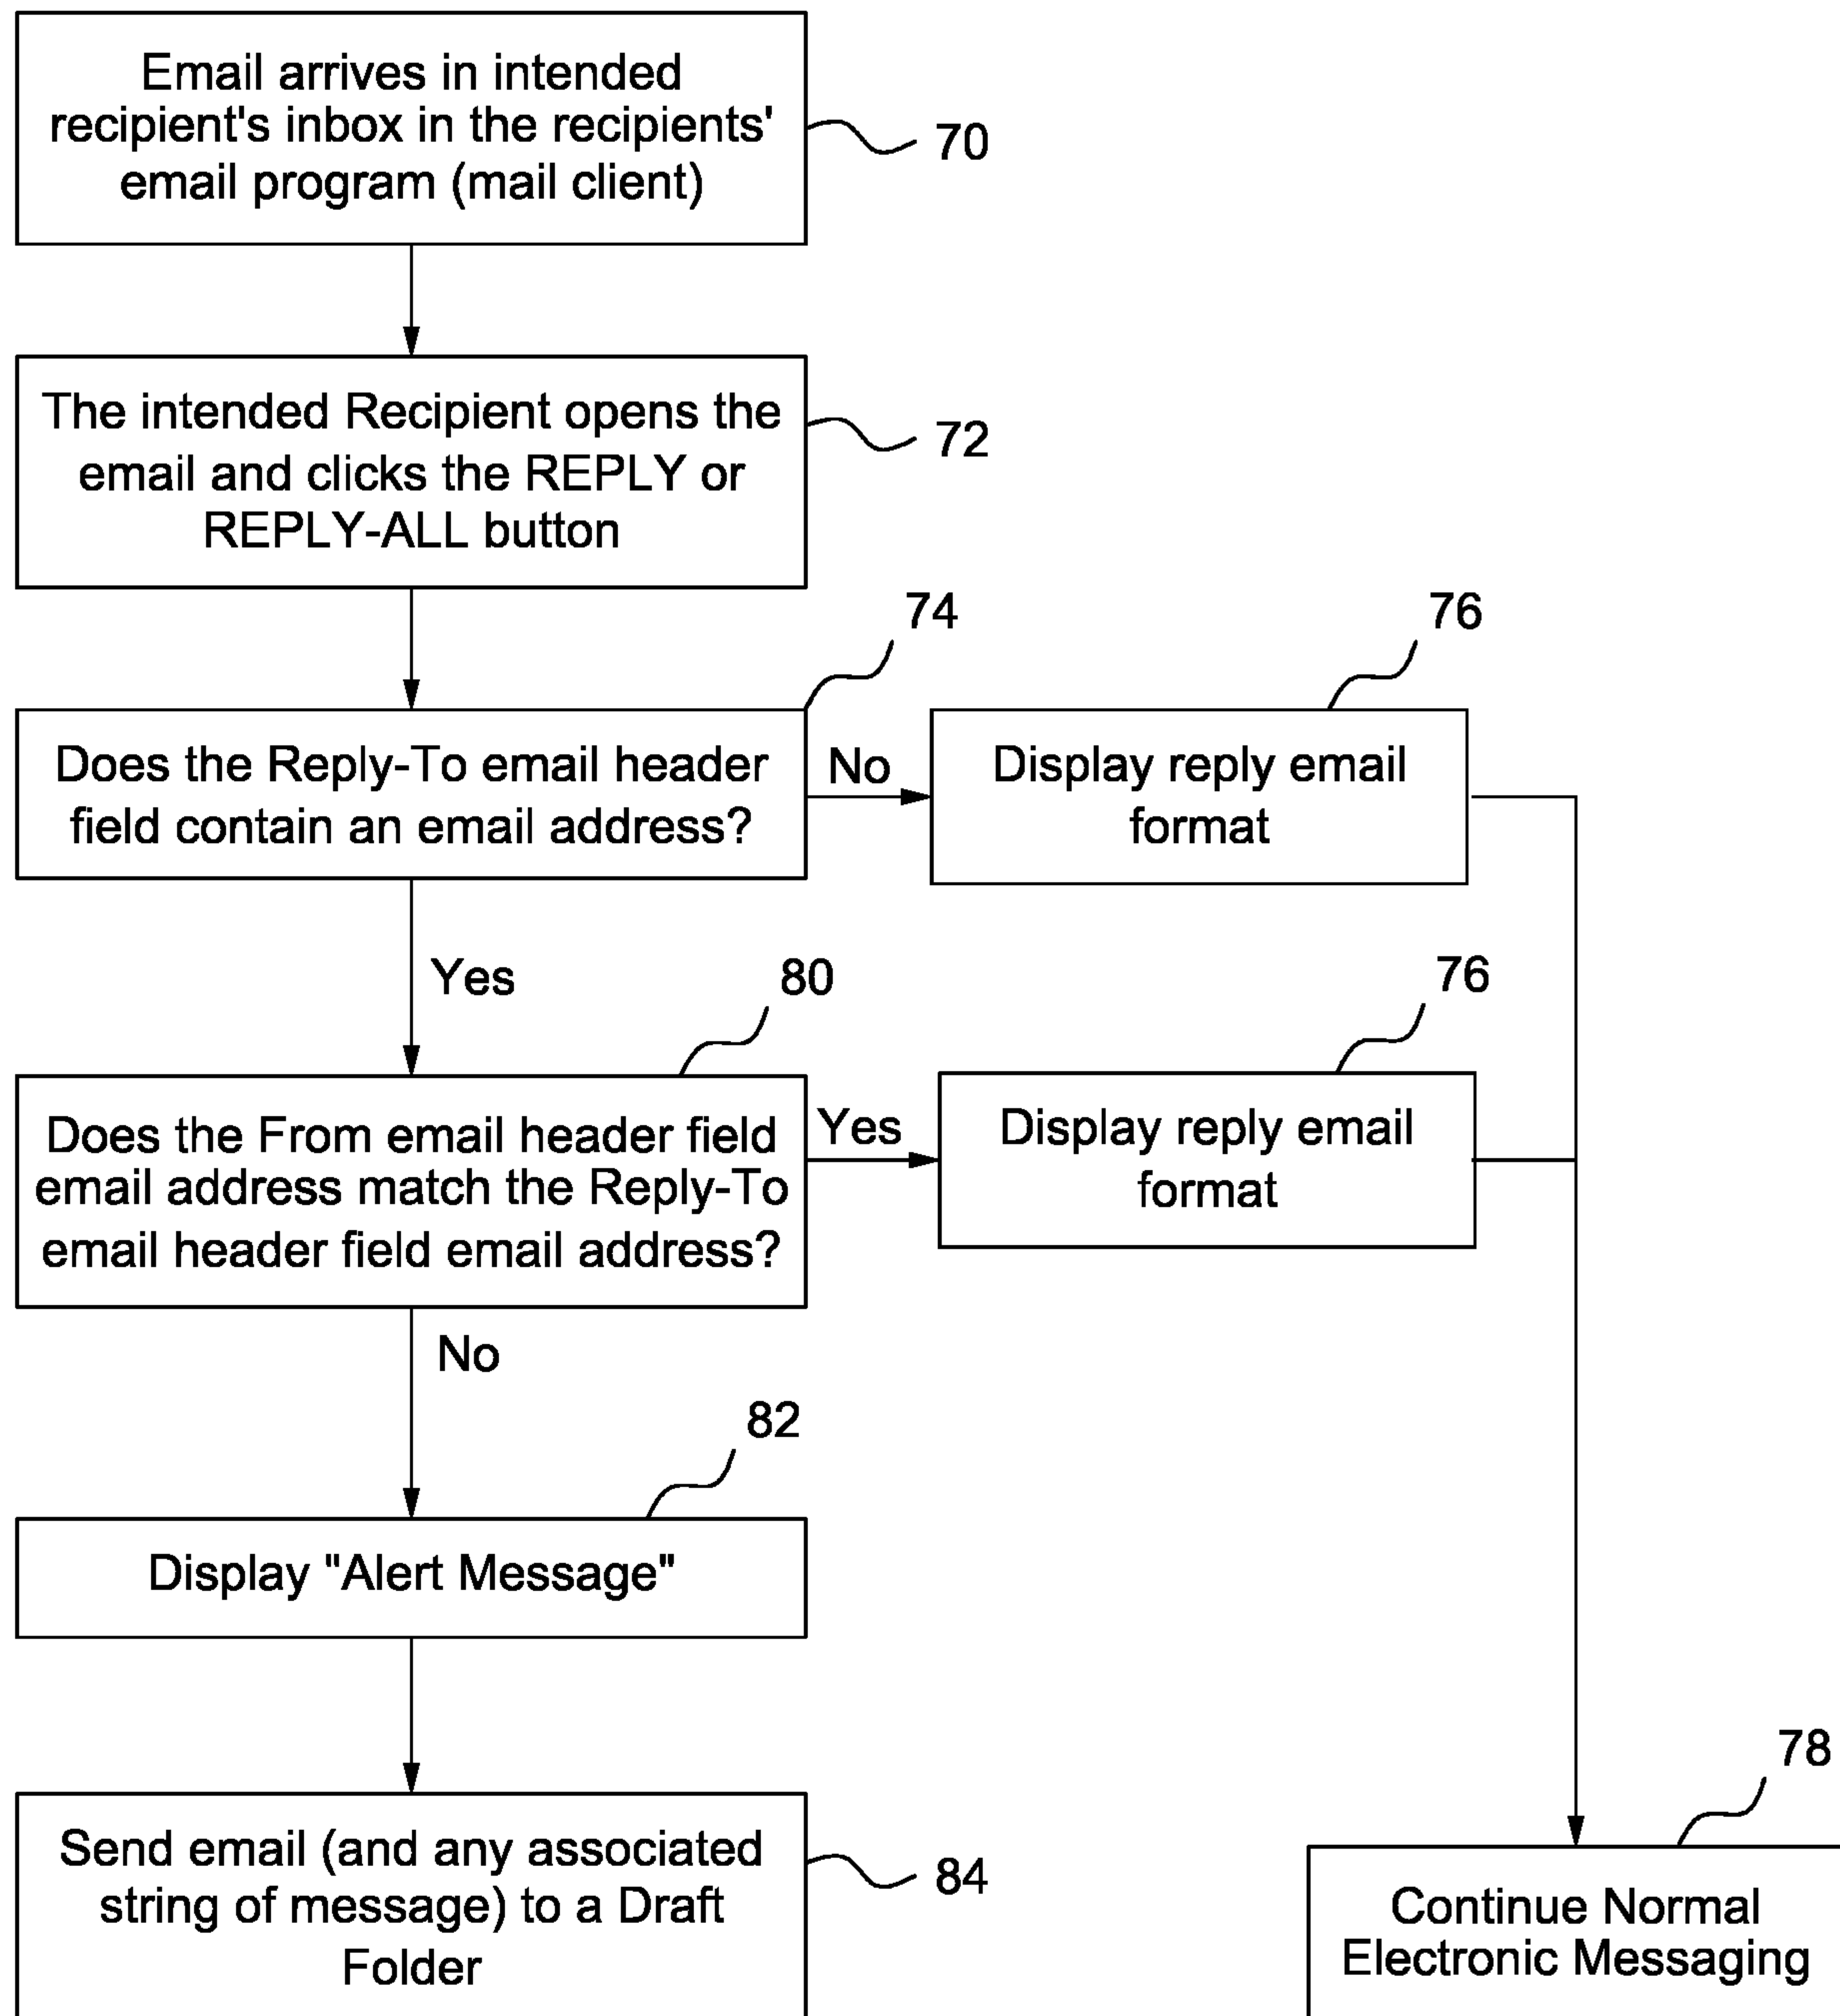 Email arrives in intended
recipient's inbox in the recipients'
email program (mail client)
70
The intended Recipient opens the
email and clicks the REPLY or
REPLY-ALL button
72
74
76
Does the Reply-To email header
field contain an email address?
No
Display reply email
format
Yes
80
76
Does the From email header field
email address match the Reply-To
email header field email address?
Yes
Display reply email
format
No
82
Display "Alert Message"
78
Send email (and any associated
string of message) to a Draft
Folder
84
Continue Normal
Electronic Messaging